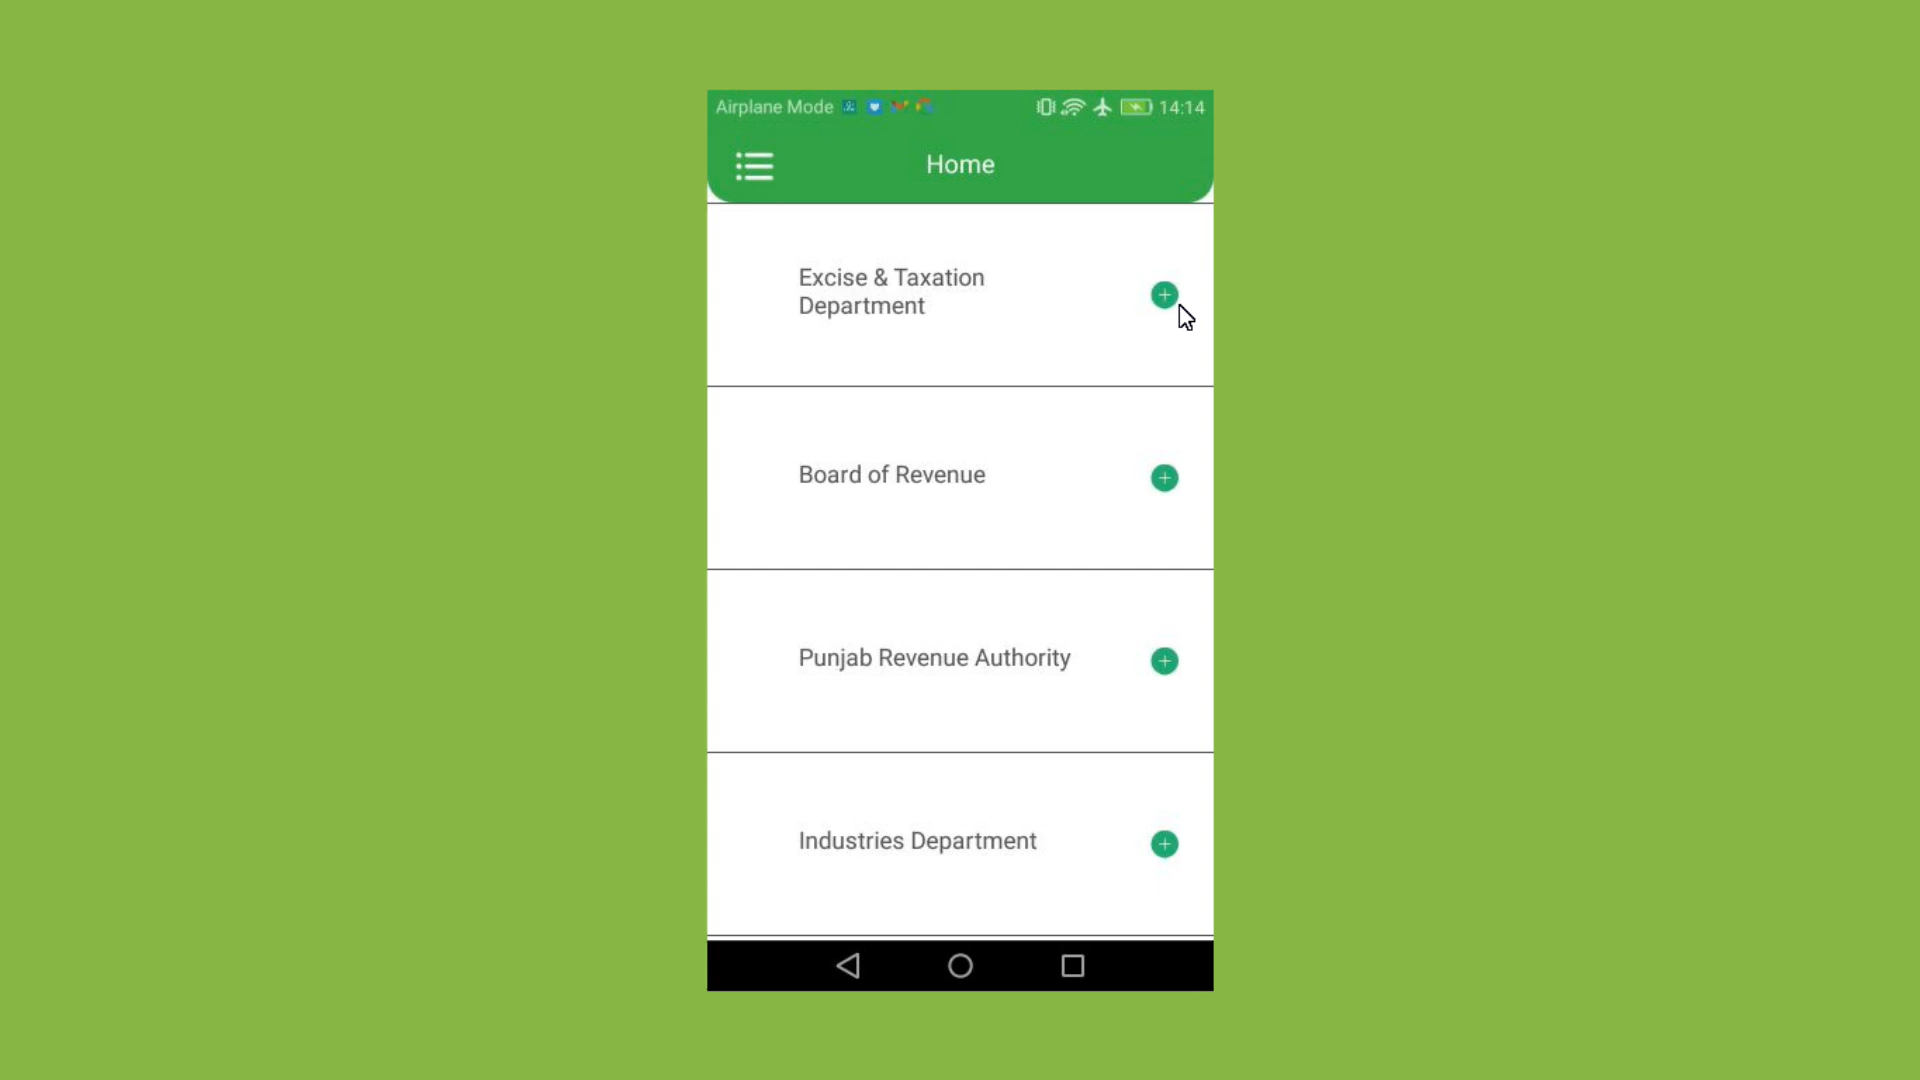 Airplane Mode
14:14
Home
Excise & Taxation
Department
Board of Revenue
Punjab Revenue Authority
Industries Department